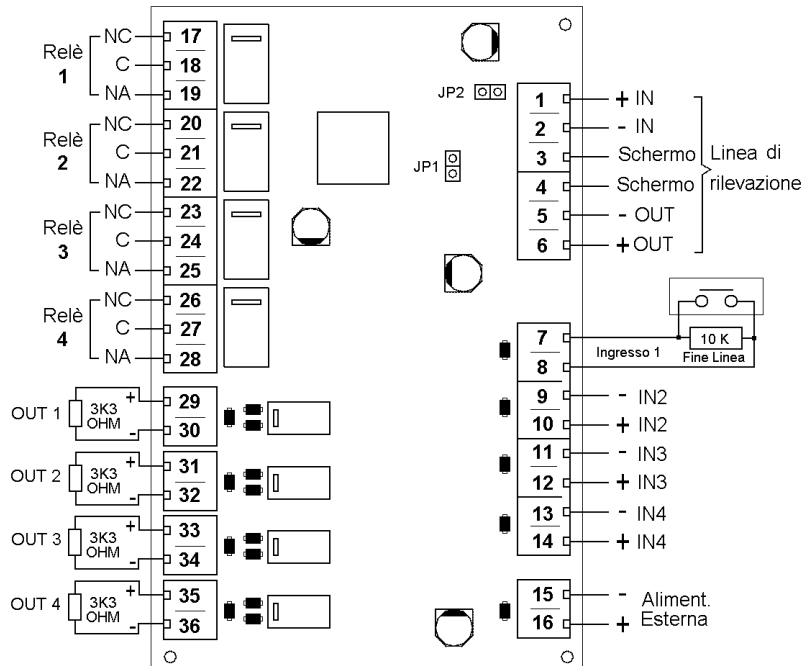 Relè
1
NC
C
NA
17
18
19
Relè
2
NC
C
NA
20
21
22
Relè
3
NC
C
NA
23
24
25
Relè
4
NC
C
NA
26
27
28
OUT 1
3K3
OHM
+
-
29
30
OUT 2
3K3
OHM
+
-
31
32
OUT 3
3K3
OHM
+
-
33
34
OUT 4
3K3
OHM
+
-
35
36
JP2
JP1
1 + IN
2 - IN
3 Schermo
4 Schermo
5 - OUT
6 + OUT
Linea di
rilevazione
7
8
Ingresso 1
10 K
Fine Linea
9 - IN2
10 + IN2
11 - IN3
12 + IN3
13 - IN4
14 + IN4
15 -
16 +
Aliment.
Esterna